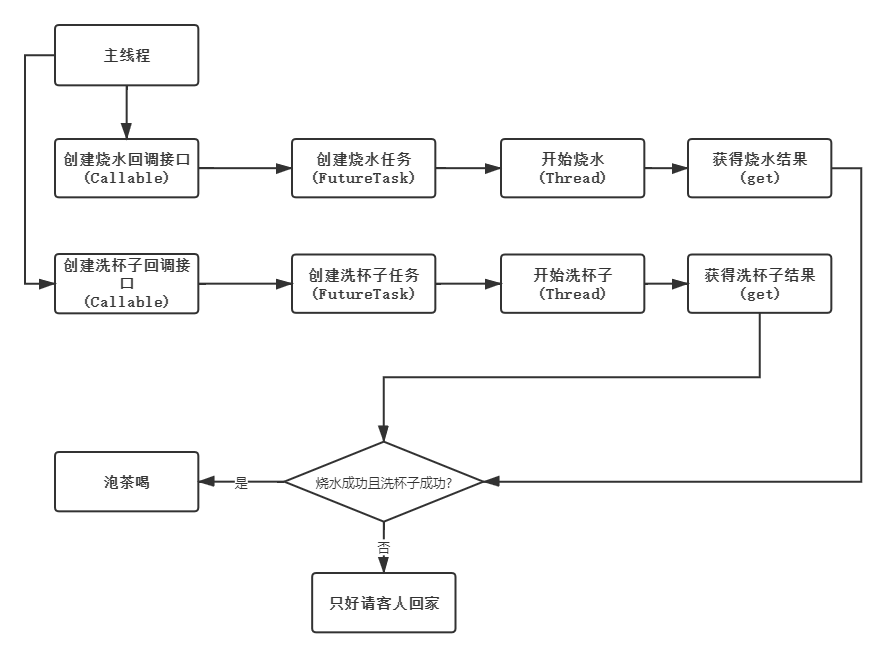 主线程
创建烧水回调接口
(Callable)
创建烧水任务
(FutureTask)
开始烧水
(Thread)
获得烧水结果
(get)
创建洗杯子回调接
口
(Callable)
创建洗杯子任务
(FutureTask)
开始洗杯子
(Thread)
获得洗杯子结果
(get)
泡茶喝
是
烧水成功且洗杯子成功?
否
只好请客人回家